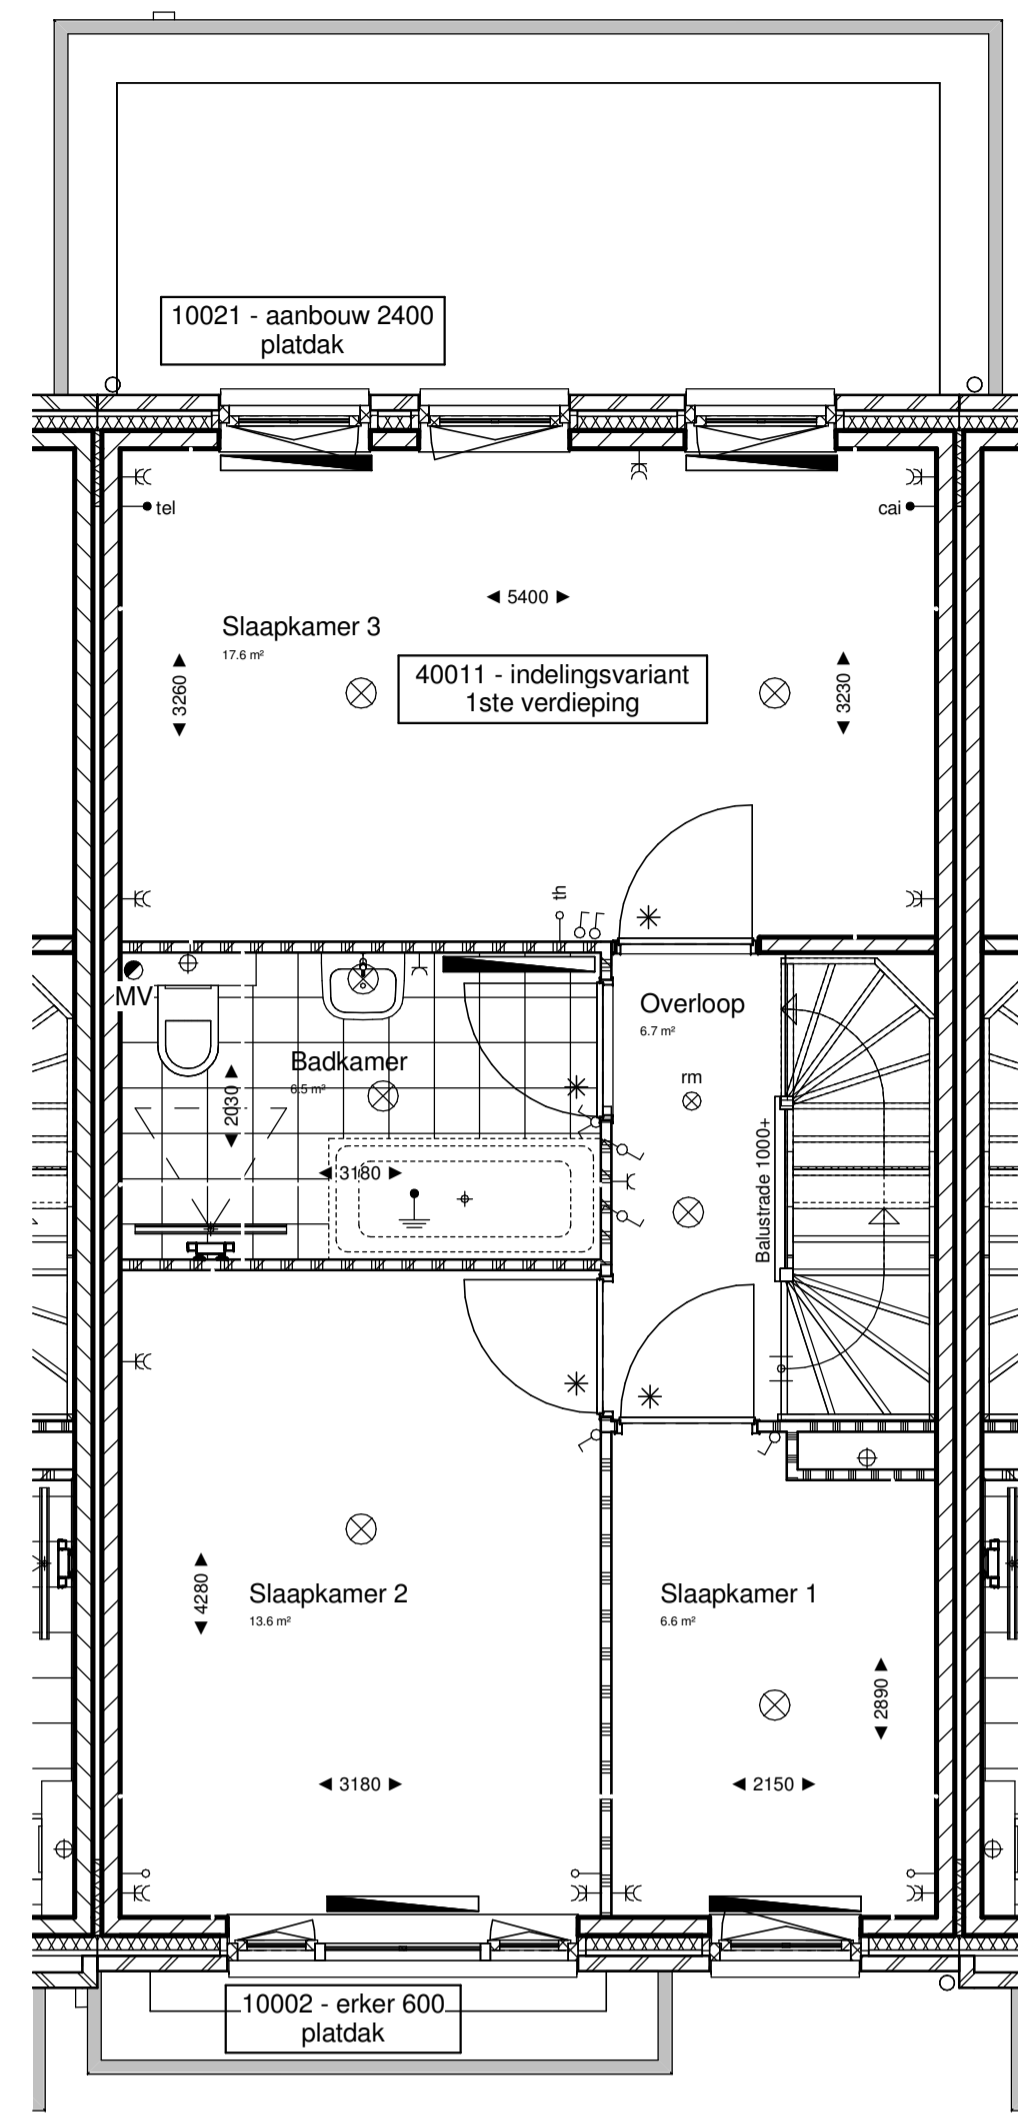 10021 - aanbouw 2400
platdak
tel
cai
5400
Slaapkamer 3
17.6 m²
40011 - indelingsvariant
1ste verdieping
3260
3230
th
MV
Overloop
6.7 m²
Badkamer
6.5 m²
rm
2030
3180
Balustrade 1000+
4280
Slaapkamer 2
13.6 m²
Slaapkamer 1
6.6 m²
2890
3180
2150
10002 - erker 600
platdak